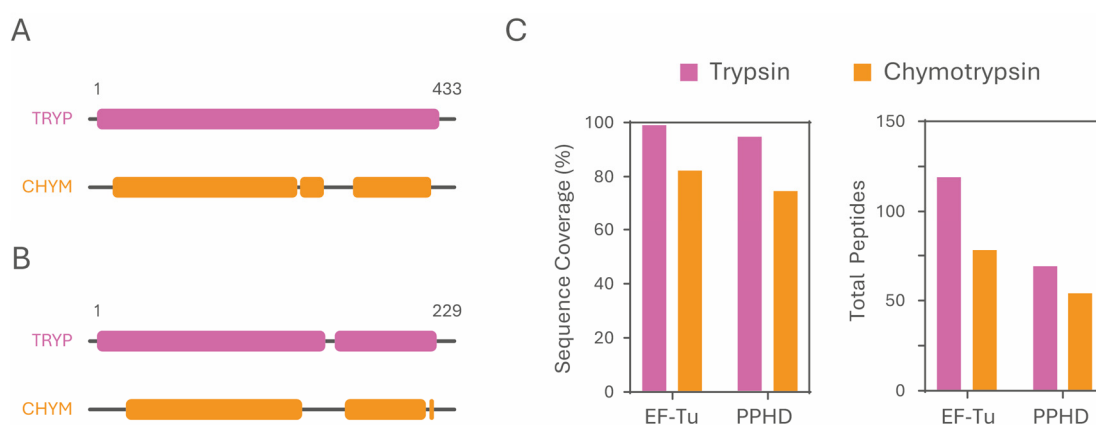 A
1 433
TRYP
CHYM
B
1 229
TRYP
CHYM
C
Trypsin Chymotrypsin
Sequence Coverage (%)
100
80
60
40
20
0
EF-Tu PPHD
Total Peptides
150
100
50
0
EF-Tu PPHD